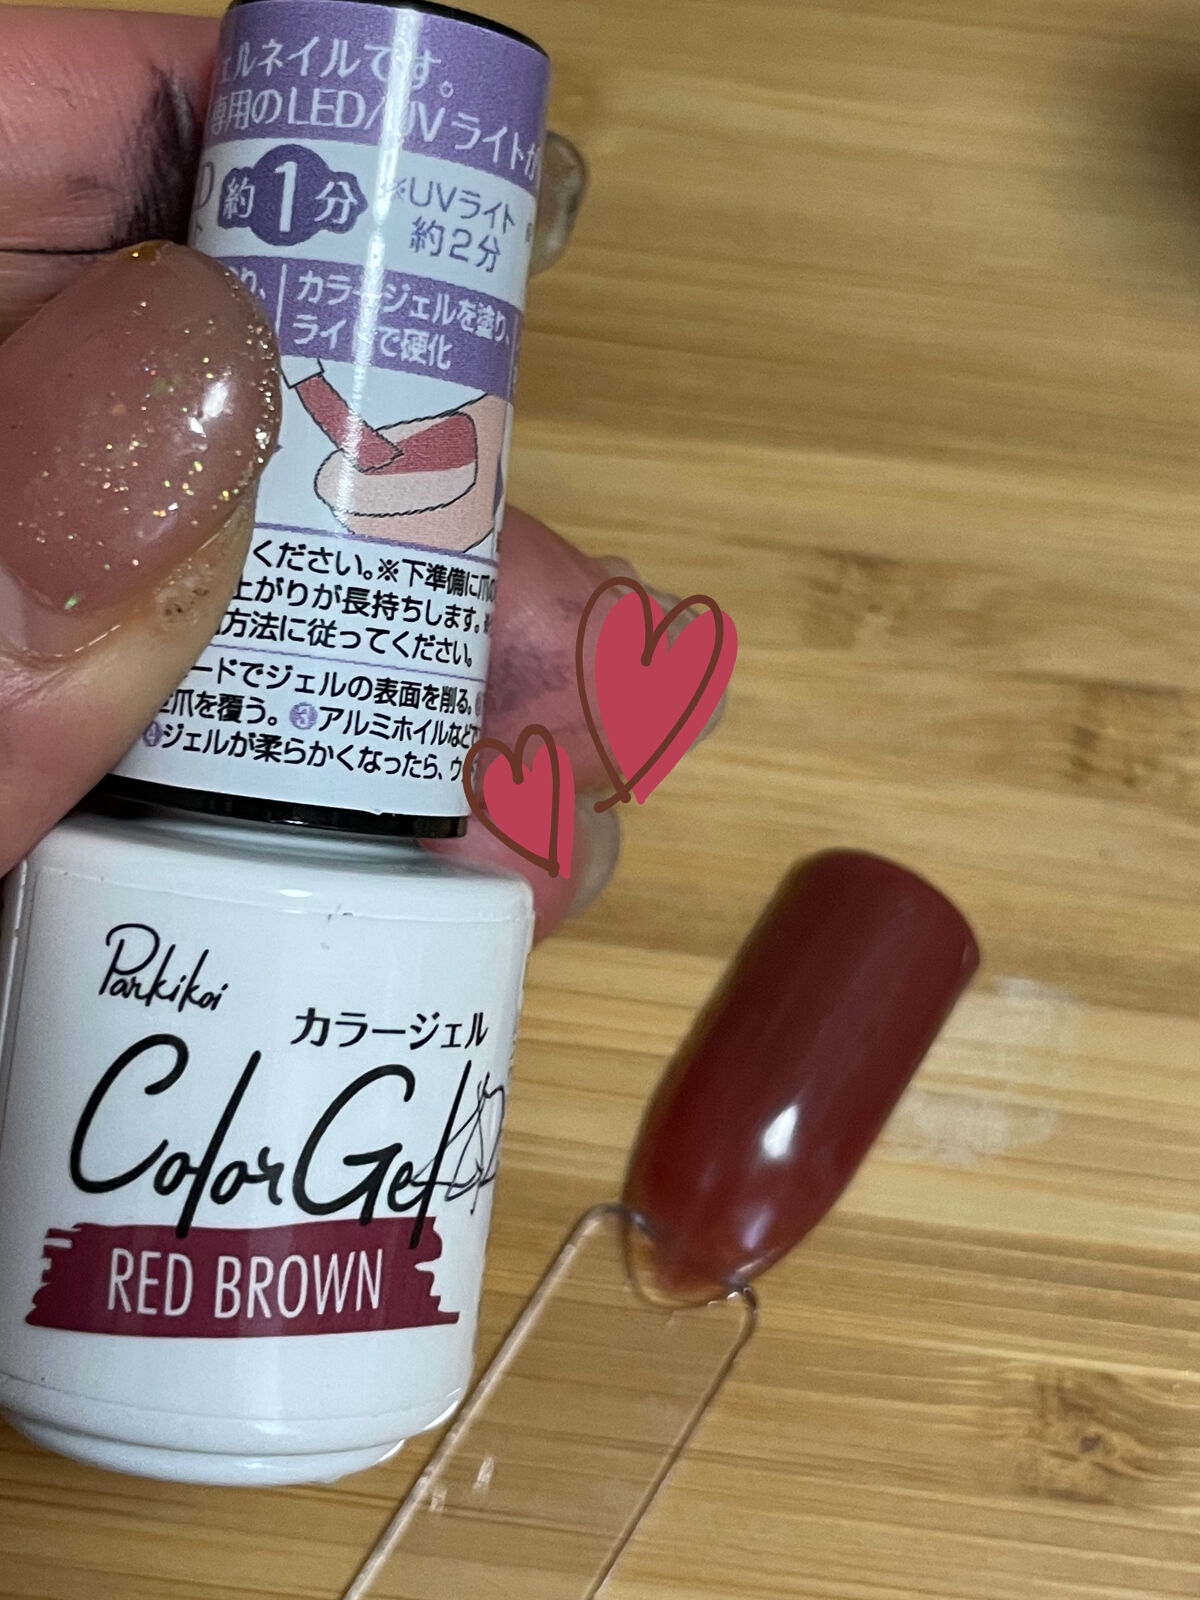 ェルネイルです。
専用のLED/UVライトが
約1分
※UVライト
約2分
カラージェルを塗り、
ライトで硬化
ください。※下準備に爪の
上がりが長持ちします。
方法に従ってください。
ードでジェルの表面を削る。
爪を覆う。③アルミホイルなどで
④ジェルが柔らかくなったら、ウ
Parkikoi
カラージェル
Color Gel
RED BROWN